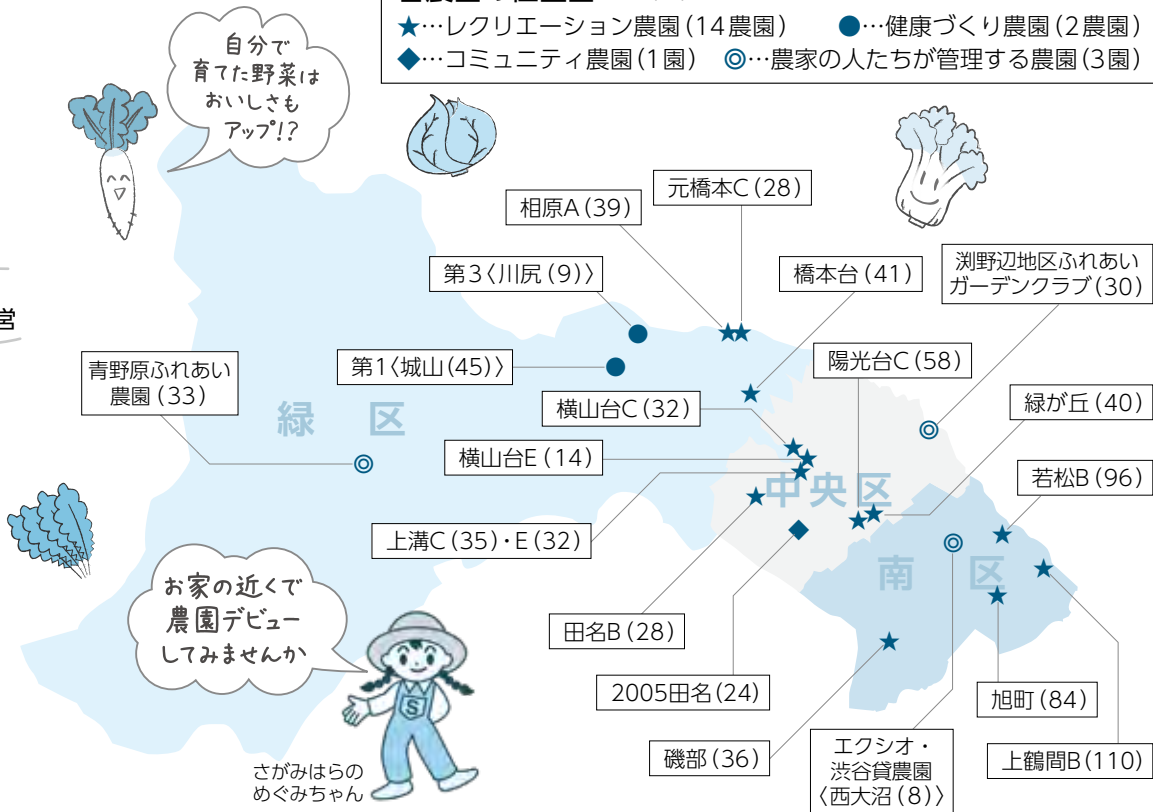 ★…レクリエーション農園(14農園)　●…健康づくり農園(2農園)
◆…コミュニティ農園(1園)　◎…農家の人たちが管理する農園(3園)
自分で
育てた野菜は
おいしさも
アップ!?
元橋本C(28)
相原A(39)
第3〈川尻(9)〉
橋本台(41)
渕野辺地区ふれあい
ガーデンクラブ(30)
営
青野原ふれあい
農園(33)
第1〈城山(45)〉
陽光台C(58)
横山台C(32)
緑が丘(40)
緑区
横山台E(14)
若松B(96)
中央区
上溝C(35)・E(32)
南区
お家の近くで
農園デビュー
してみませんか
田名B(28)
2005田名(24)
旭町(84)
磯部(36)
エクシオ・
渋谷貸農園
〈西大沼(8)〉
上鶴間B(110)
S
さがみはらの
めぐみちゃん